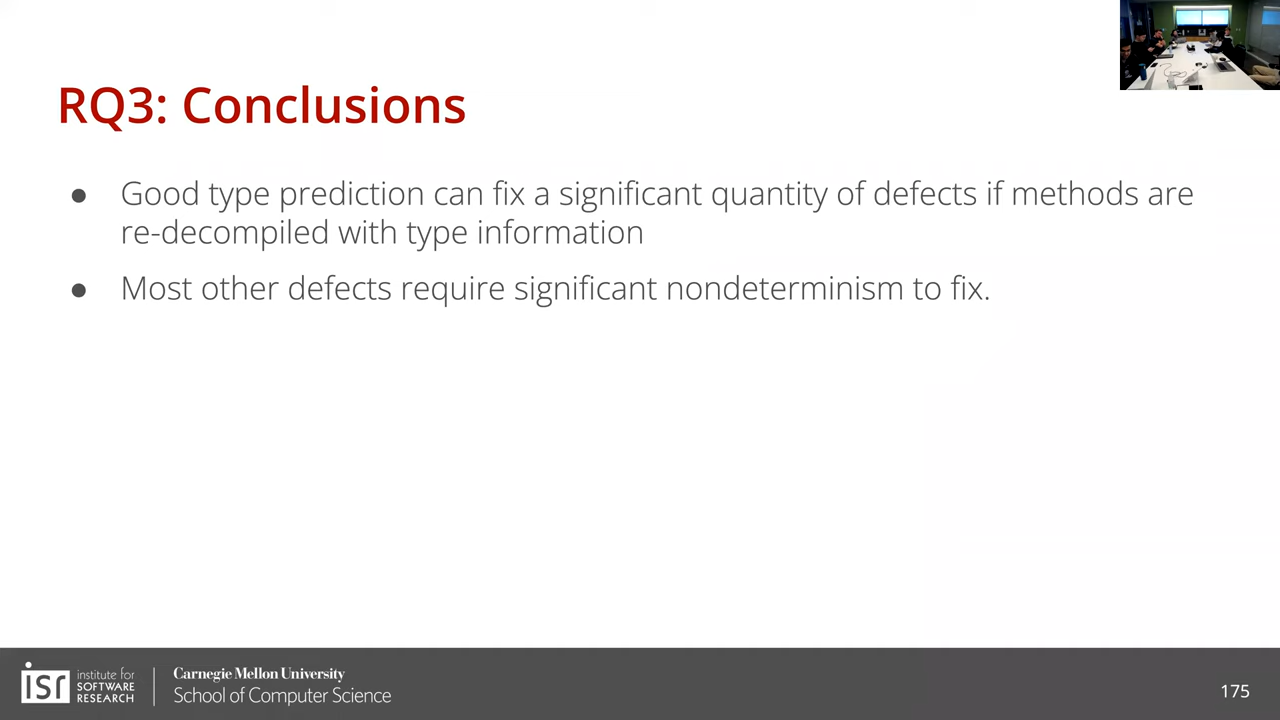 RQ3: Conclusions
● Good type prediction can fix a significant quantity of defects if methods are
re-decompiled with type information
● Most other defects require significant nondeterminism to fix.
isr institute for
SOFTWARE
RESEARCH
Carnegie Mellon University
School of Computer Science
175